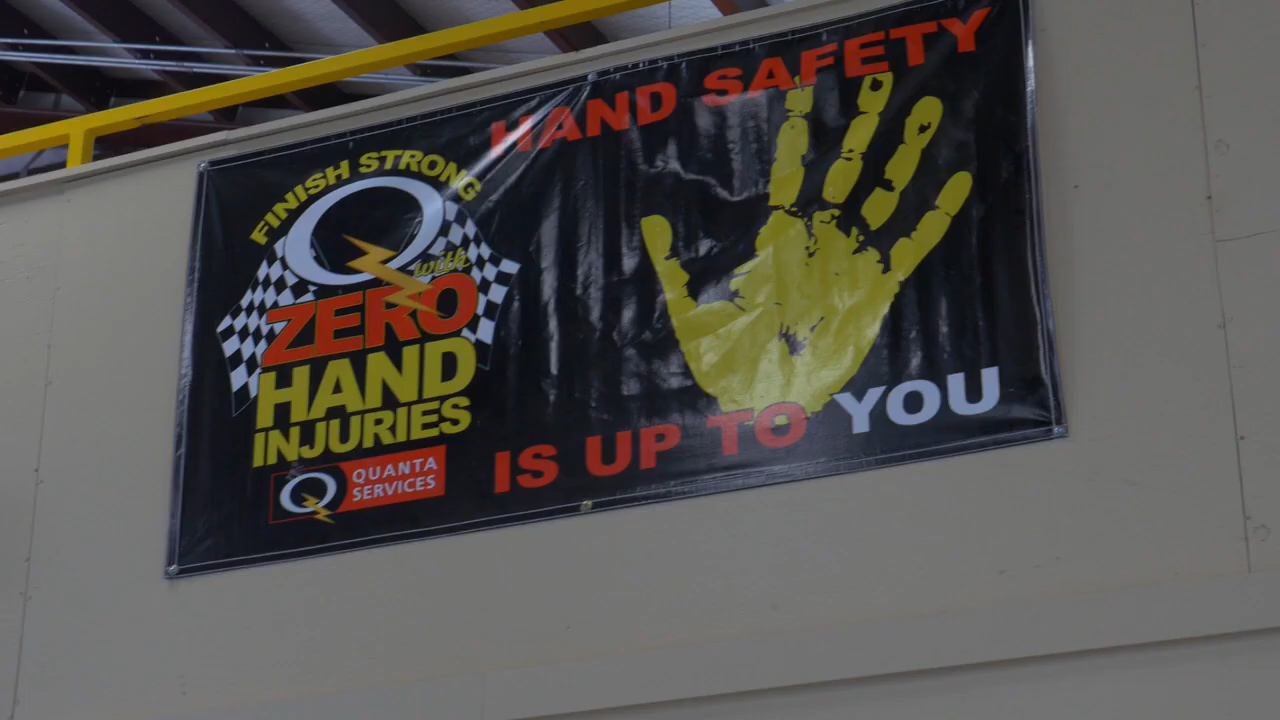 FINISH STRONG
with
ZERO
HAND
INJURIES
QUANTA
SERVICES
HAND SAFETY
IS UP TO YOU